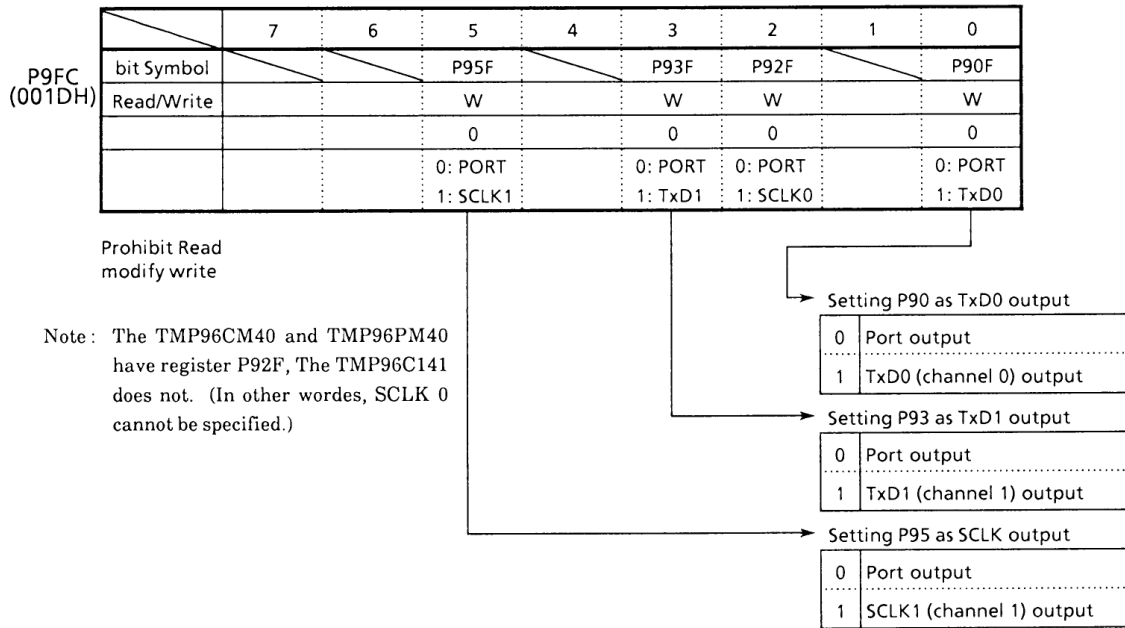 7 6 5 4 3 2 1 0
P9FC
(001DH)
bit Symbol P95F P93F P92F P90F
Read/Write W W W W
0 0 0 0
0: PORT 0: PORT 0: PORT 0: PORT
1: SCLK1 1: TxD1 1: SCLK0 1: TxD0
Prohibit Read
modify write
Note : The TMP96CM40 and TMP96PM40
have register P92F, The TMP96C141
does not. (In other wordes, SCLK 0
cannot be specified.)
Setting P90 as TxD0 output
0 Port output
1 TxD0 (channel 0) output
Setting P93 as TxD1 output
0 Port output
1 TxD1 (channel 1) output
Setting P95 as SCLK output
0 Port output
1 SCLK1 (channel 1) output